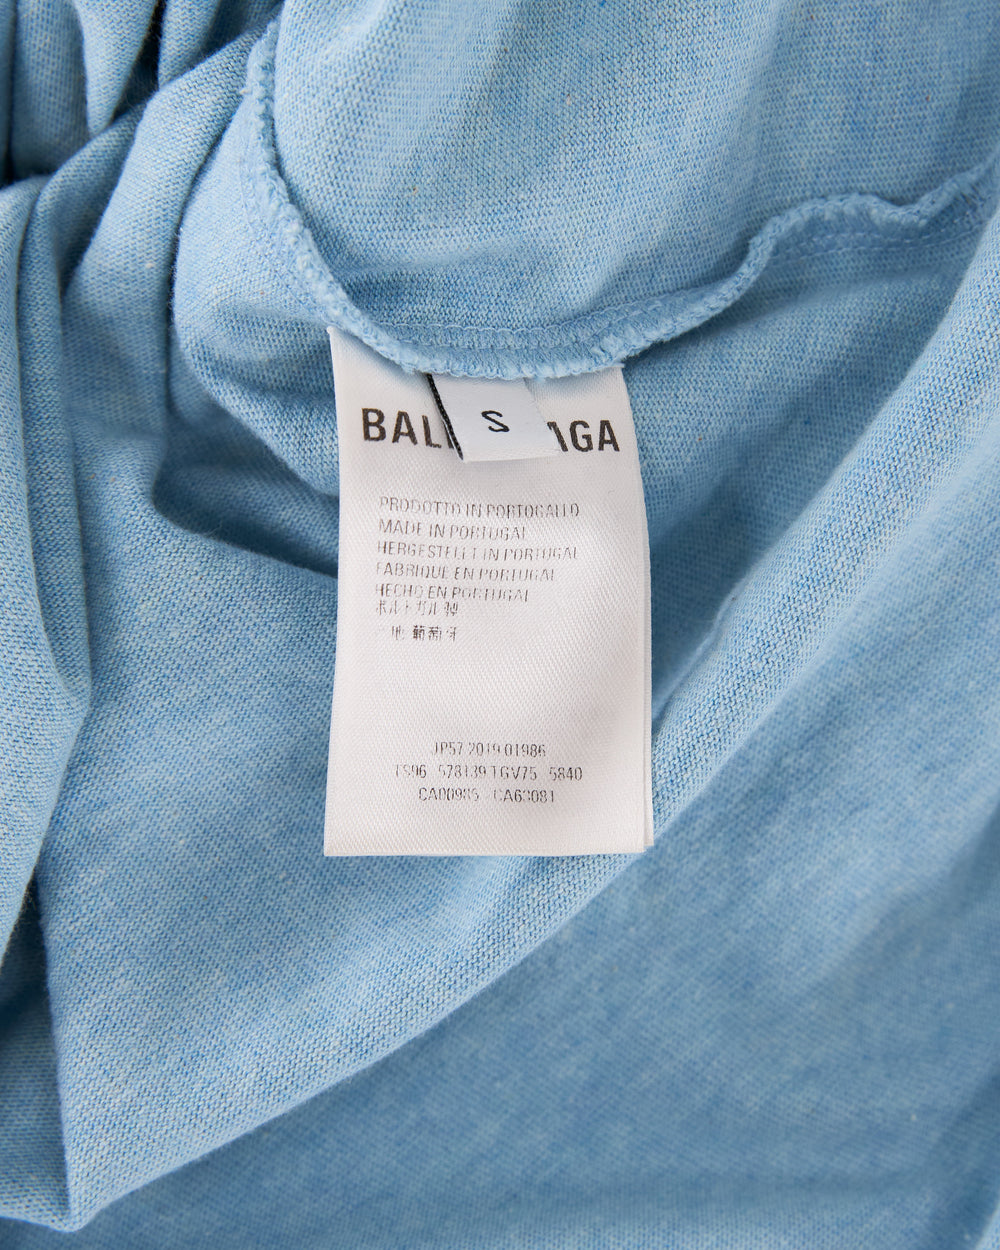 S
BAL AGA
PRODOTTO IN PORTOGALLO
MADE IN PORTUGAL
HERGESTELLT IN PORTUGAL
FABRIQUE EN PORTUGAL
HECHO EN PORTUGAL
ポルトガル製
地 葡萄牙
JP57 2019 01986
TS96 578139 TGV75 5840
CA00985 - CA63081